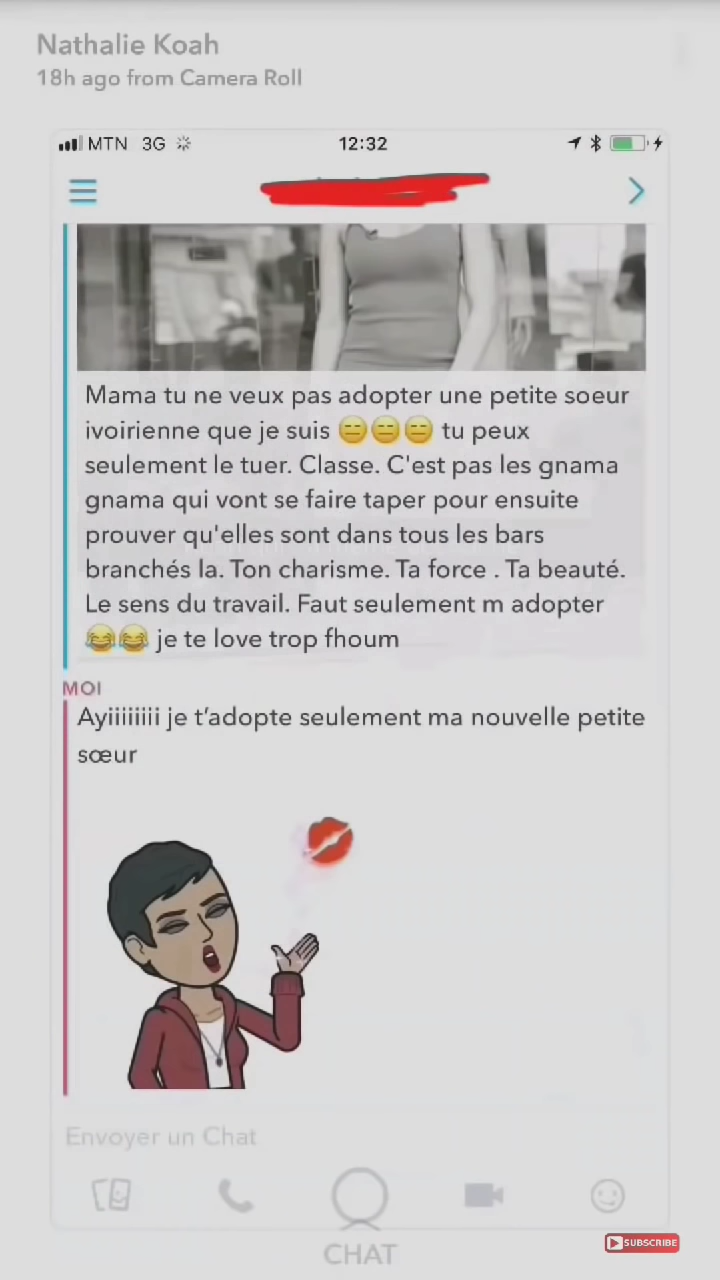 Nathalie Koah
18h ago from Camera Roll
MTN 3G 12:32
Mama tu ne veux pas adopter une petite soeur
ivoirienne que je suis 😑😑😑 tu peux
seulement le tuer. Classe. C'est pas les gnama
gnama qui vont se faire taper pour ensuite
prouver qu'elles sont dans tous les bars
branchés la. Ton charisme. Ta force . Ta beauté.
Le sens du travail. Faut seulement m adopter
😂😂 je te love trop fhoum
MOI
Ayiiiiiiii je t’adopte seulement ma nouvelle petite
sœur
Envoyer un Chat
SUBSCRIBE
CHAT